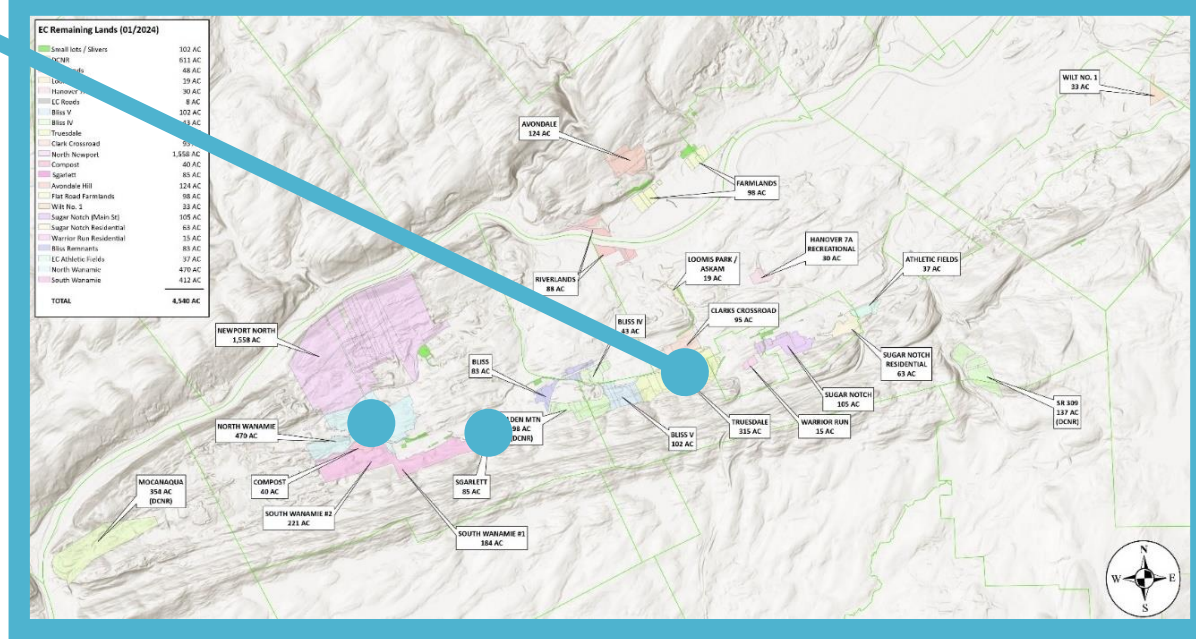 EC Remaining Lands (01/2024)
Small lots / Slivers 102 AC
DCNR 611 AC
48 AC
19 AC
Hanover 30 AC
EC Roads 8 AC
Bliss V 102 AC
Bliss IV 43 AC
Truesdale
Clark Crossroad
North Newport 1,558 AC
Compost 40 AC
Sgarlett 85 AC
Avondale Hill 124 AC
Flat Road Farmlands 98 AC
Wilt No. 1 33 AC
Sugar Notch (Main St) 105 AC
Sugar Notch Residential 63 AC
Warrior Run Residential 15 AC
Bliss Remnants 83 AC
EC Athletic Fields 37 AC
North Wanamie 470 AC
South Wanamie 412 AC
TOTAL 4,540 AC
WILT NO. 1
33 AC
AVONDALE
124 AC
FARMLANDS
98 AC
HANOVER 7A
RECREATIONAL
30 AC
LOOMIS PARK /
ASKAM
19 AC
ATHLETIC FIELDS
37 AC
RIVERLANDS
88 AC
CLARKS CROSSROAD
95 AC
BLISS IV
43 AC
NEWPORT NORTH
1,558 AC
BLISS
83 AC
SUGAR NOTCH
RESIDENTIAL
63 AC
SUGAR NOTCH
105 AC
SR 309
137 AC
(DCNR)
NORTH WANAMIE
470 AC
MTN
98 AC
(DCNR)
BLISS V
102 AC
TRUESDALE
315 AC
WARRIOR RUN
15 AC
MOCANAQUA
354 AC
(DCNR)
COMPOST
40 AC
SGARLETT
85 AC
SOUTH WANAMIE #2
221 AC
SOUTH WANAMIE #1
184 AC
N
W E
S